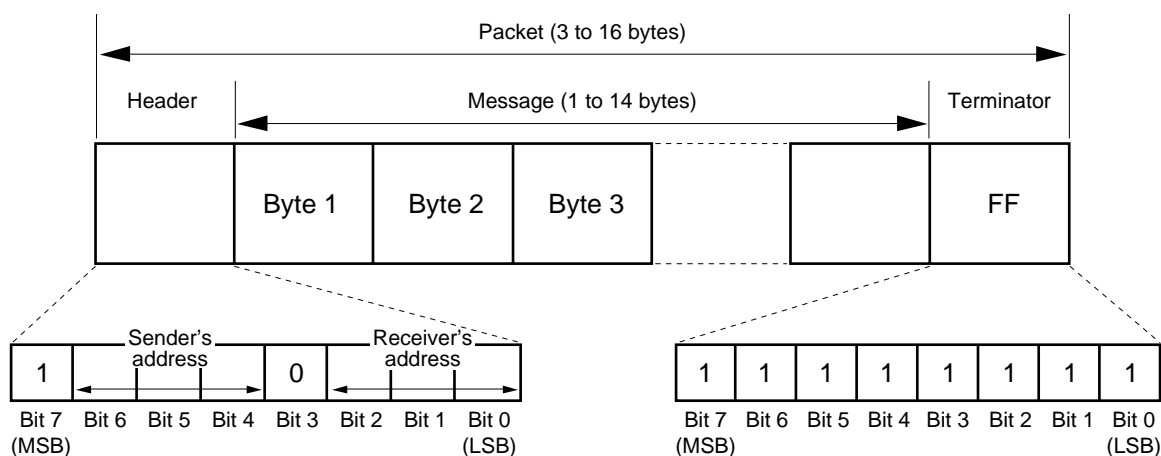 Packet (3 to 16 bytes)
Header
Message (1 to 14 bytes)
Terminator
Byte 1
Byte 2
Byte 3
FF
Sender's
address
Receiver's
address
1
0
Bit 7
(MSB)
Bit 6
Bit 5
Bit 4
Bit 3
Bit 2
Bit 1
Bit 0
(LSB)
1 1 1 1 1 1 1 1
Bit 7
(MSB)
Bit 6
Bit 5
Bit 4
Bit 3
Bit 2
Bit 1
Bit 0
(LSB)